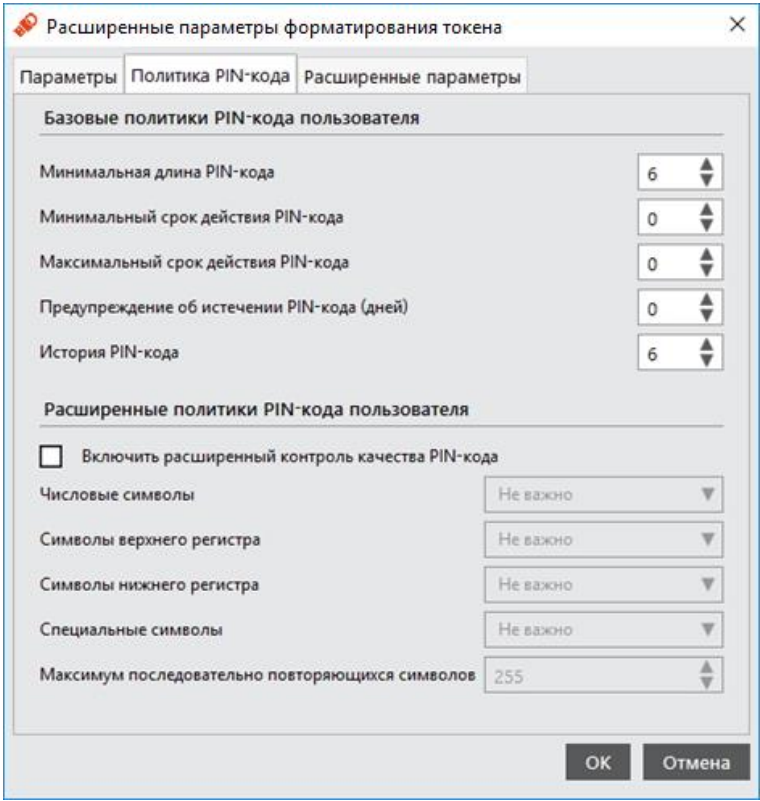 Расширенные параметры форматирования токена
Параметры Политика PIN-кода Расширенные параметры
Базовые политики PIN-кода пользователя
Минимальная длина PIN-кода 6
Минимальный срок действия PIN-кода 0
Максимальный срок действия PIN-кода 0
Предупреждение об истечении PIN-кода (дней) 0
История PIN-кода 6
Расширенные политики PIN-кода пользователя
Включить расширенный контроль качества PIN-кода
Числовые символы Не важно
Символы верхнего регистра Не важно
Символы нижнего регистра Не важно
Специальные символы Не важно
Максимум последовательно повторяющихся символов 255
ОК Отмена